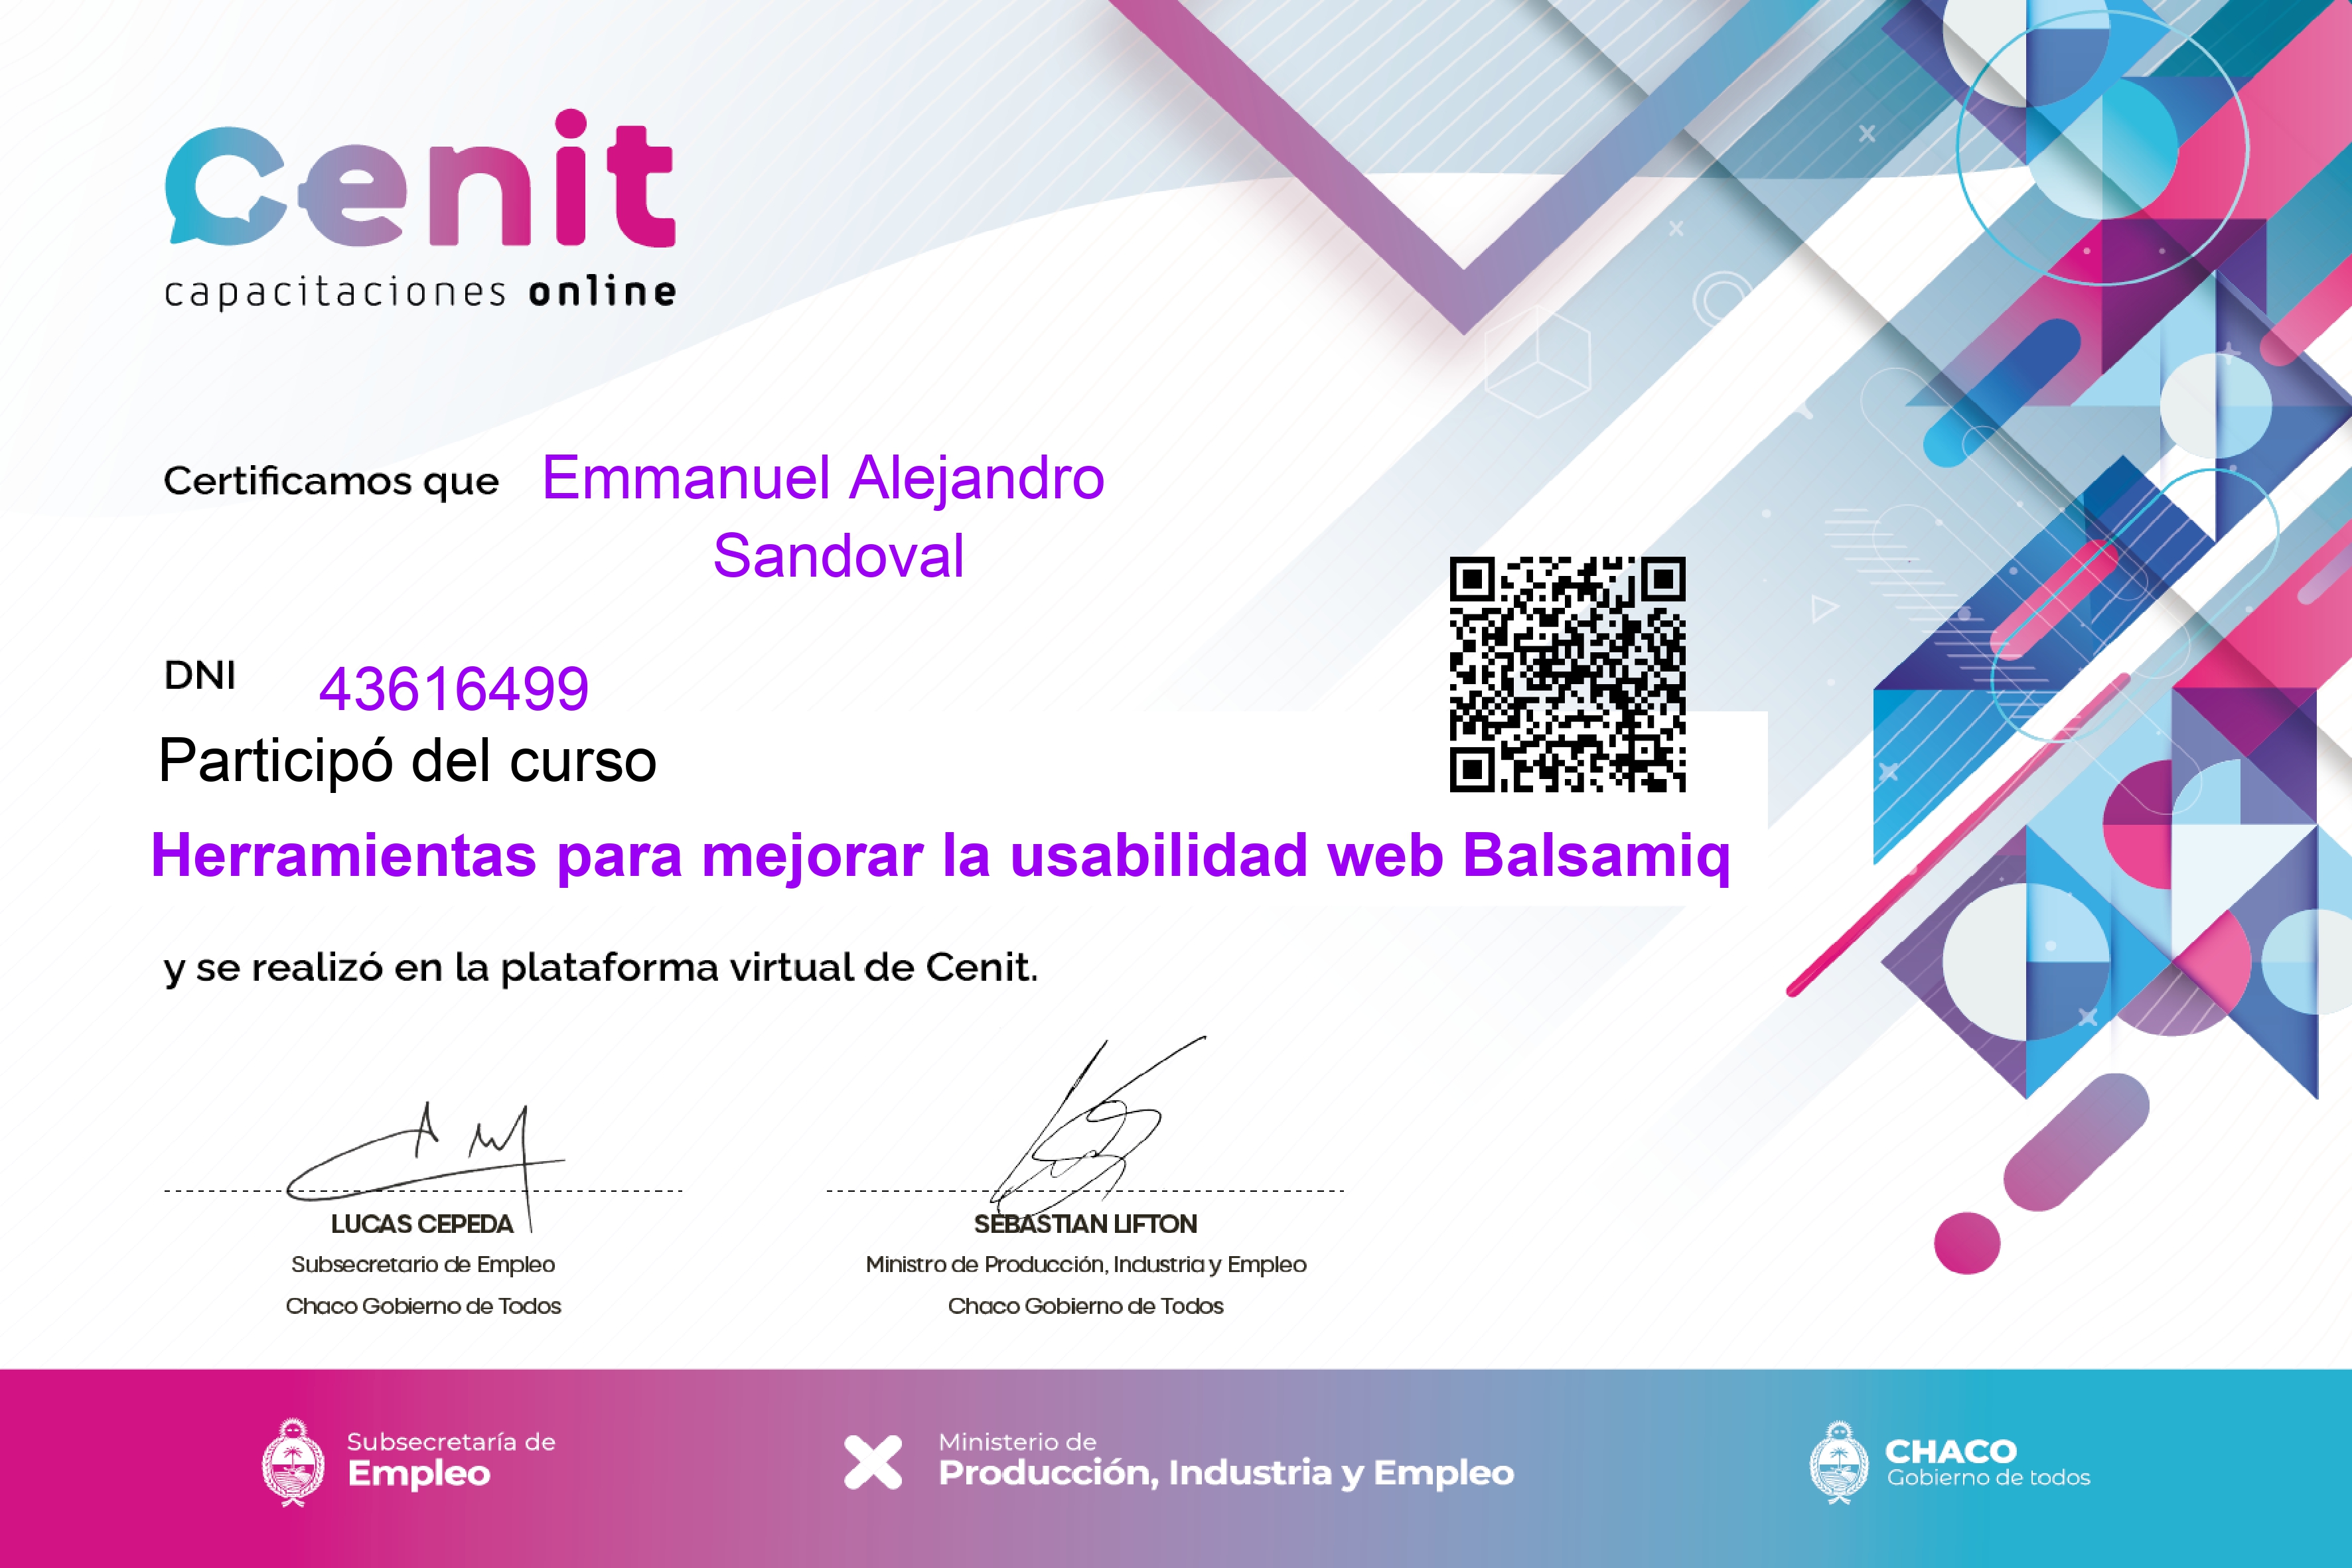 cenit
capacitaciones online
Certificamos que Emmanuel Alejandro
Sandoval
DNI 43616499
Participó del curso
Herramientas para mejorar la usabilidad web Balsamiq
y se realizó en la plataforma virtual de Cenit.
LUCAS CEPEDA
Subsecretario de Empleo
Chaco Gobierno de Todos
SEBASTIAN LIFTON
Ministro de Producción, Industria y Empleo
Chaco Gobierno de Todos
Subsecretaría de
Empleo
Ministerio de
Producción, Industria y Empleo
CHACO
Gobierno de todos